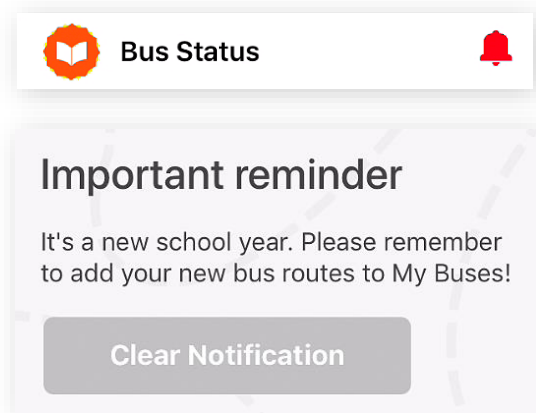 Bus Status
Important reminder
It's a new school year. Please remember
to add your new bus routes to My Buses!
Clear Notification